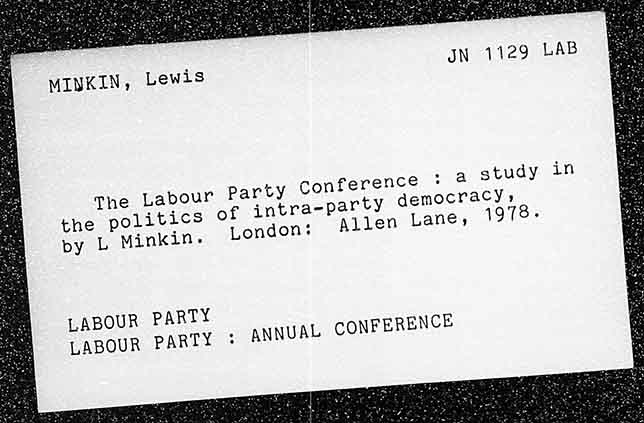 MINKIN, Lewis
JN 1129 LAB
The Labour Party Conference : a study in
the politics of intra-party democracy,
by L Minkin. London: Allen Lane, 1978.
LABOUR PARTY
LABOUR PARTY : ANNUAL CONFERENCE